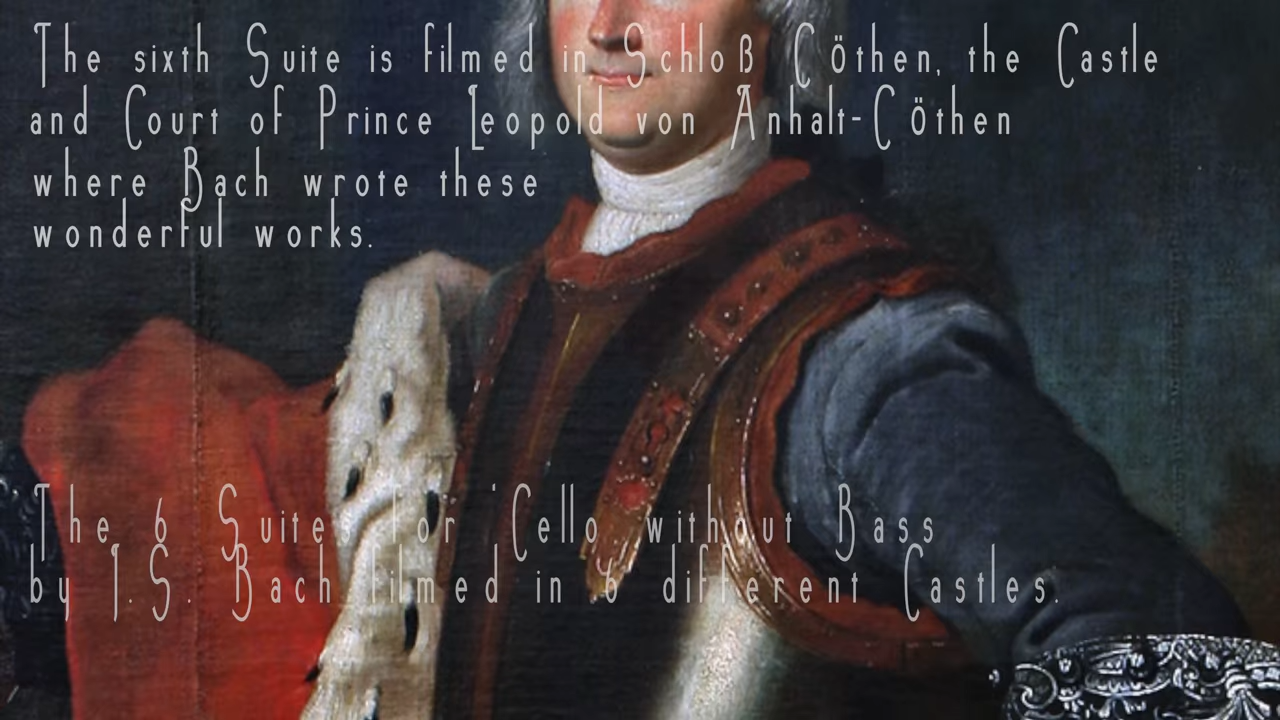 The sixth Suite is filmed in Schloß Cöthen, the Castle
and Court of Prince Leopold von Anhalt-Cöthen
where Bach wrote these
wonderful works.
The 6 Suites for 'Cello without Bass
by J.S. Bach filmed in 6 different Castles.